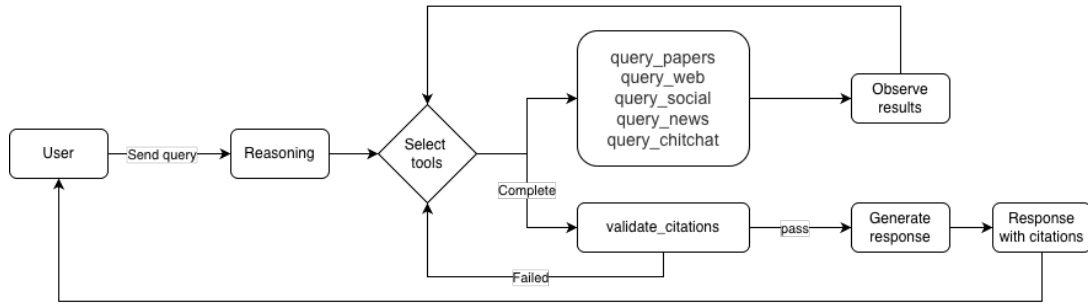 query_papers
query_web
query_social
query_news
query_chitchat
Observe
results
User
Send query
Reasoning
Select
tools
Complete
validate_citations
pass
Generate
response
Response
with citations
Failed